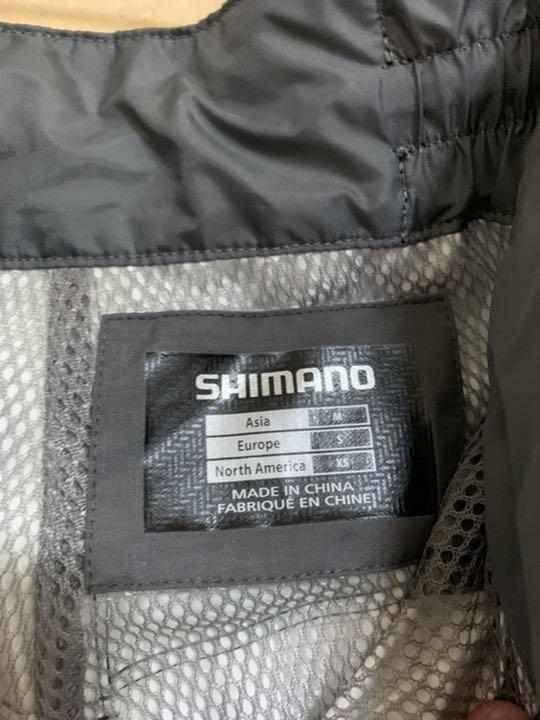 SHIMANO
Asia M
Europe S
North America XS
MADE IN CHINA
FABRIQUÉ EN CHINE